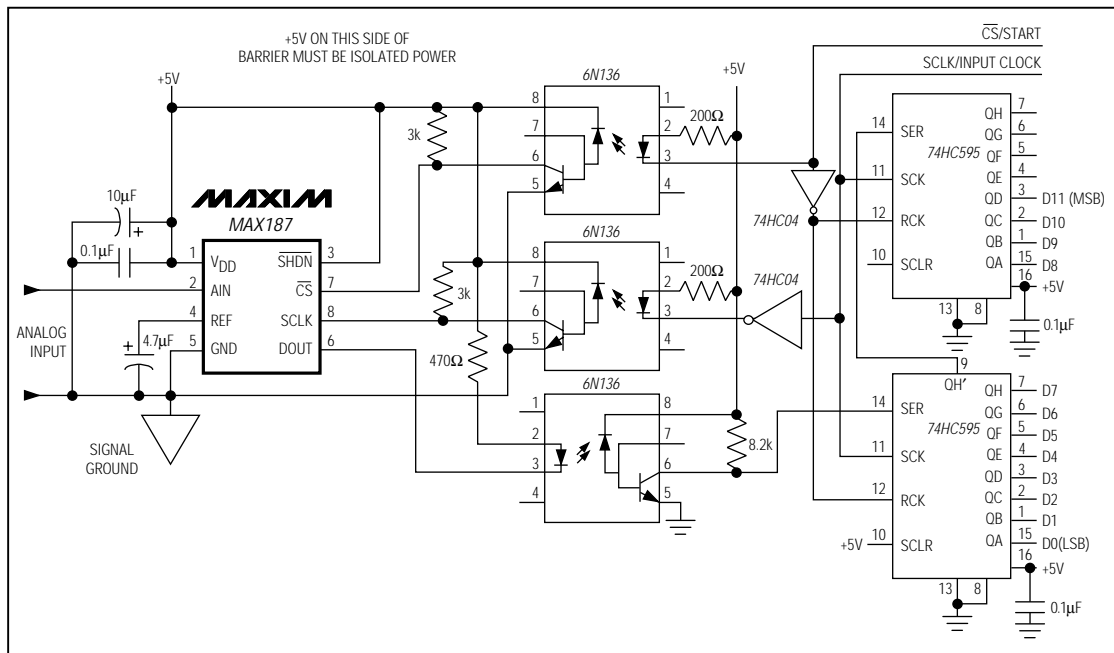 +5V ON THIS SIDE OF
BARRIER MUST BE ISOLATED POWER
CS/START
SCLK/INPUT CLOCK
+5V
6N136
+5V
8
7
6
5
1
2
3
4
3k
200Ω
74HC04
14 SER
11 SCK
12 RCK
10 SCLR
74HC595
QH 7
QG 6
QF 5
QE 4
QD 3 D11 (MSB)
QC 2 D10
QB 1 D9
QA 15 D8
16 +5V
13 8
0.1µF
10µF
+
0.1µF
MAXIM
MAX187
1 VDD
2 AIN
4 REF
5 GND
SHDN 3
CS 7
SCLK 8
DOUT 6
ANALOG
INPUT
+ 4.7µF
SIGNAL
GROUND
6N136
8
7
6
5
1
2
3
4
3k
200Ω
74HC04
470Ω
6N136
1
2
3
4
8
7
6
5
8.2k
9
QH'
14 SER
11 SCK
12 RCK
+5V 10 SCLR
74HC595
QH 7 D7
QG 6 D6
QF 5 D5
QE 4 D4
QD 3 D3
QC 2 D2
QB 1 D1
QA 15 D0(LSB)
16 +5V
13 8
0.1µF